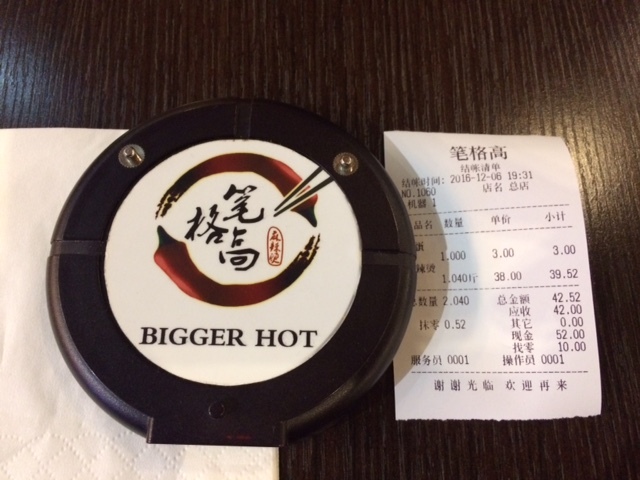 笔
格高
麻辣烫
BIGGER HOT
笔格高
结帐清单
结帐时间: 2016-12-06 19:31
NO.1060 店名 总店
机器 1
品名 数量 单价 小计
蛋
1.000 3.00 3.00
辣烫
1.040斤 38.00 39.52
总数量 2.040 总金额 42.52
应收 42.00
抹零 0.52 其它 0.00
现金 52.00
找零 10.00
服务员 0001 操作员 0001
谢谢光临 欢迎再来